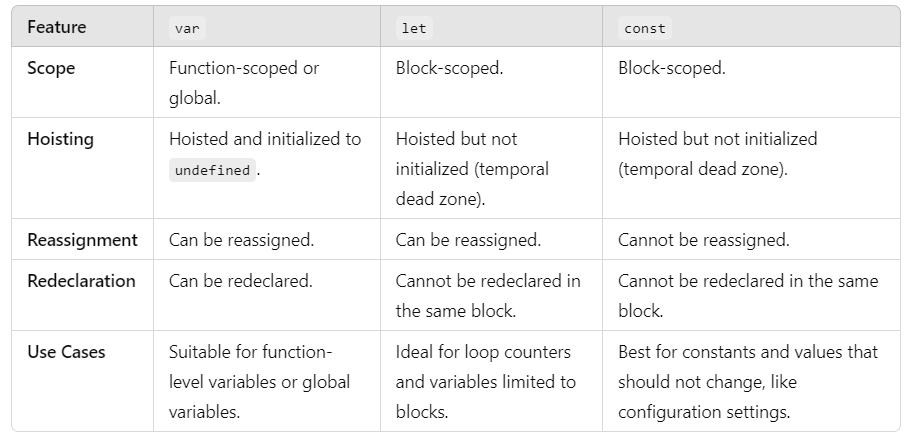 Feature var let const
Scope Function-scoped or global. Block-scoped. Block-scoped.
Hoisting Hoisted and initialized to undefined. Hoisted but not initialized (temporal dead zone). Hoisted but not initialized (temporal dead zone).
Reassignment Can be reassigned. Can be reassigned. Cannot be reassigned.
Redeclaration Can be redeclared. Cannot be redeclared in the same block. Cannot be redeclared in the same block.
Use Cases Suitable for function-level variables or global variables. Ideal for loop counters and variables limited to blocks. Best for constants and values that should not change, like configuration settings.